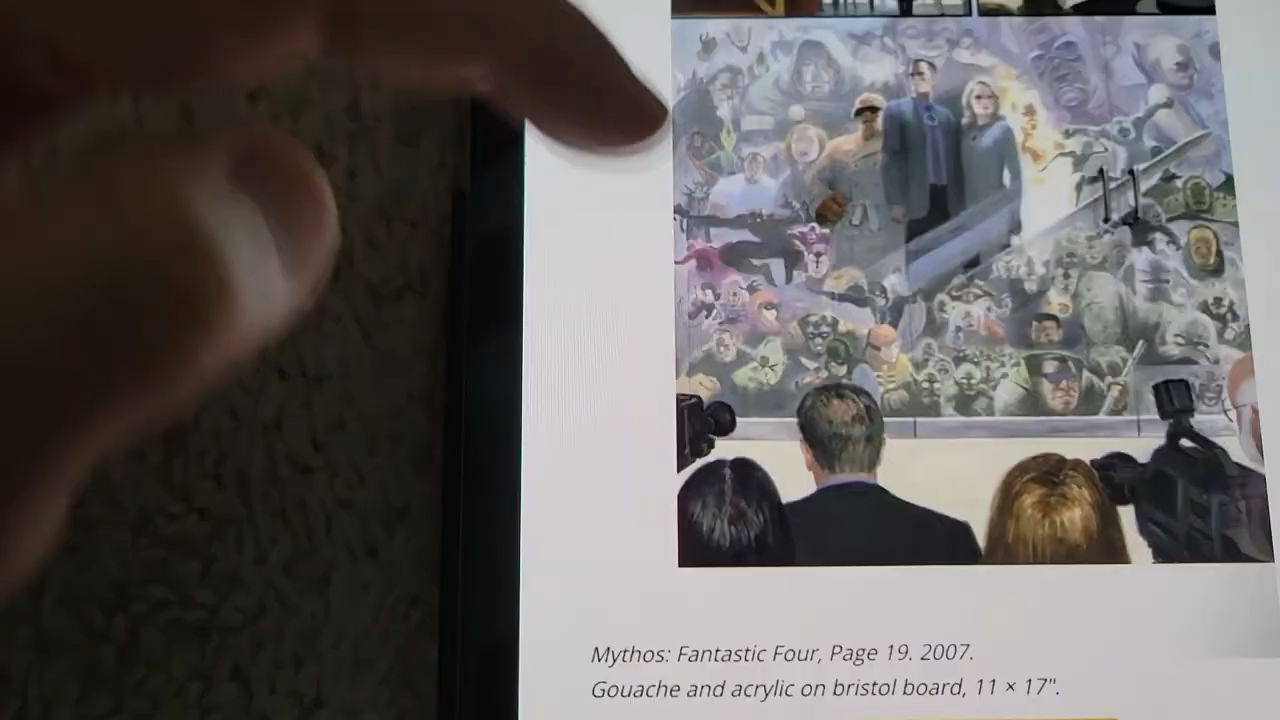 Mythos: Fantastic Four, Page 19. 2007.
Gouache and acrylic on bristol board, 11 × 17".